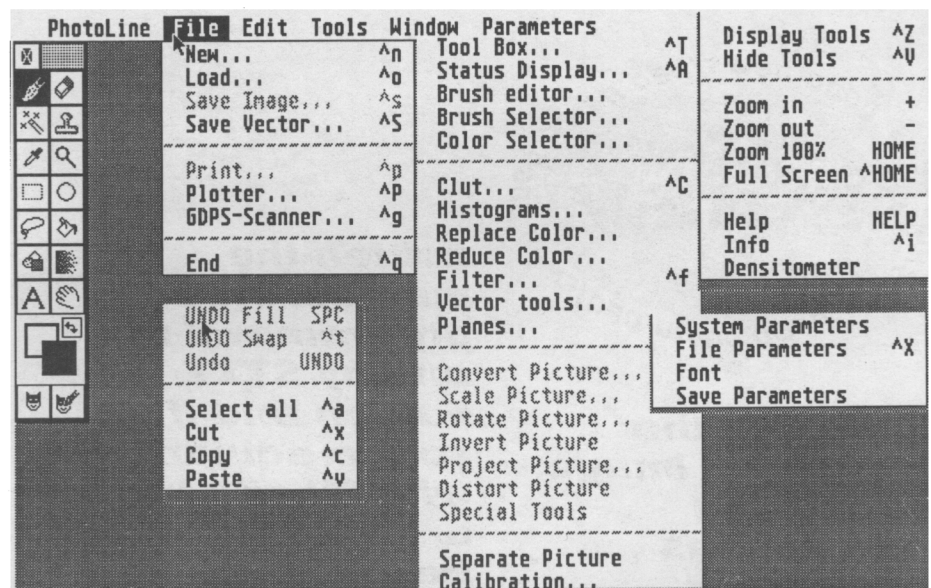 PhotoLine File Edit Tools Window Parameters
New... ^n
Load... ^o
Save Image... ^s
Save Vector... ^S
Print... ^p
Plotter... ^P
GDPS-Scanner... ^g
End ^q
UNDO Fill SPC
UNDO Swap ^t
Undo UNDO
Select all ^a
Cut ^x
Copy ^c
Paste ^v
Tool Box... ^T
Status Display... ^A
Brush editor...
Brush Selector...
Color Selector...
Clut... ^C
Histograms...
Replace Color...
Reduce Color...
Filter... ^f
Vector tools...
Planes...
Convert Picture...
Scale Picture...
Rotate Picture...
Invert Picture
Project Picture...
Distort Picture
Special Tools
Separate Picture
Calibration...
Display Tools ^Z
Hide Tools ^V
Zoom in +
Zoom out -
Zoom 100% HOME
Full Screen ^HOME
Help HELP
Info ^i
Densitometer
System Parameters
File Parameters ^X
Font
Save Parameters
A